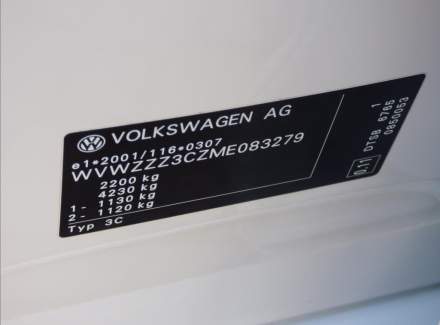 VOLKSWAGEN AG
e1*2001/116*0307
WVWZZZ3CZME083279
2200 kg
4230 kg
1- 1130 kg
2- 1120 kg
Typ 3C
0,11
DTSB 6765
1
0850053